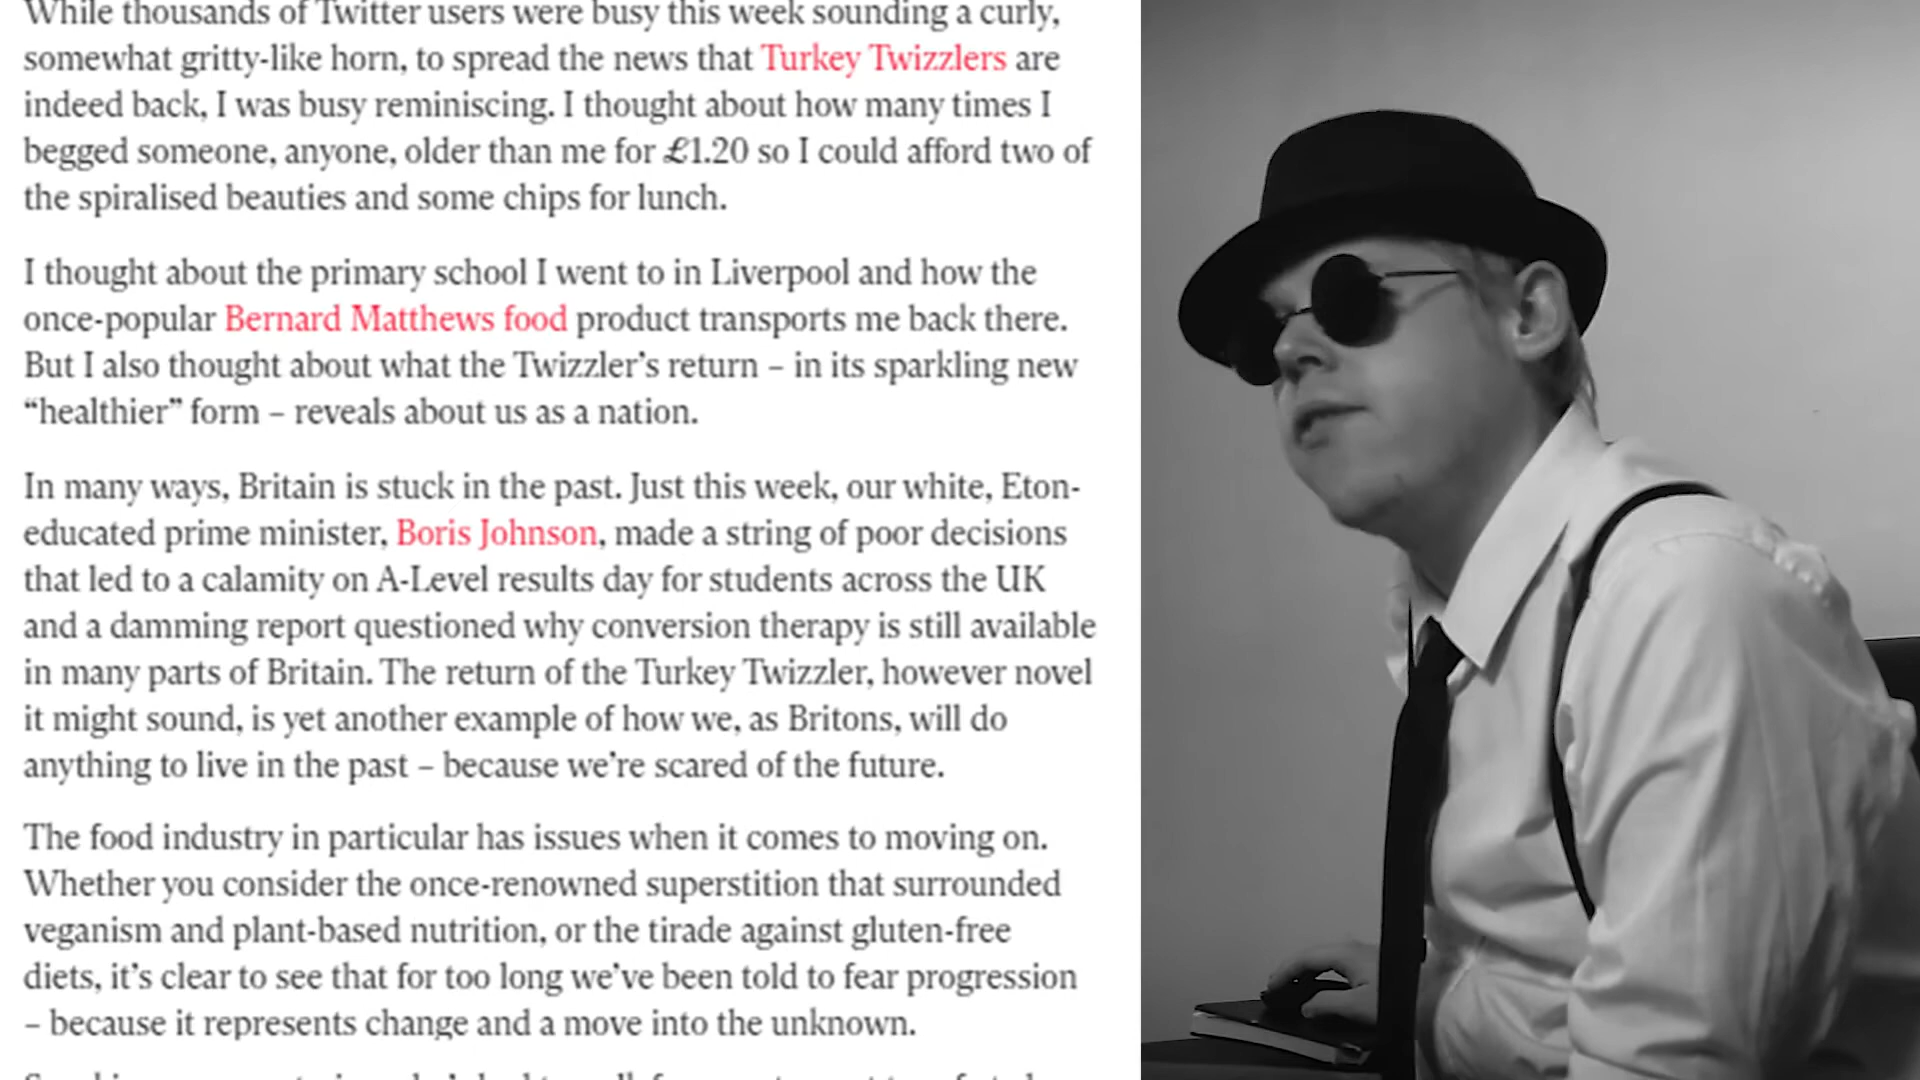 While thousands of Twitter users were busy this week sounding a curly,
somewhat gritty-like horn, to spread the news that Turkey Twizzlers are
indeed back, I was busy reminiscing. I thought about how many times I
begged someone, anyone, older than me for £1.20 so I could afford two of
the spiralised beauties and some chips for lunch.
I thought about the primary school I went to in Liverpool and how the
once-popular Bernard Matthews food product transports me back there.
But I also thought about what the Twizzler's return – in its sparkling new
“healthier” form – reveals about us as a nation.
In many ways, Britain is stuck in the past. Just this week, our white, Eton-
educated prime minister, Boris Johnson, made a string of poor decisions
that led to a calamity on A-Level results day for students across the UK
and a damming report questioned why conversion therapy is still available
in many parts of Britain. The return of the Turkey Twizzler, however novel
it might sound, is yet another example of how we, as Britons, will do
anything to live in the past – because we're scared of the future.
The food industry in particular has issues when it comes to moving on.
Whether you consider the once-renowned superstition that surrounded
veganism and plant-based nutrition, or the tirade against gluten-free
diets, it's clear to see that for too long we've been told to fear progression
– because it represents change and a move into the unknown.